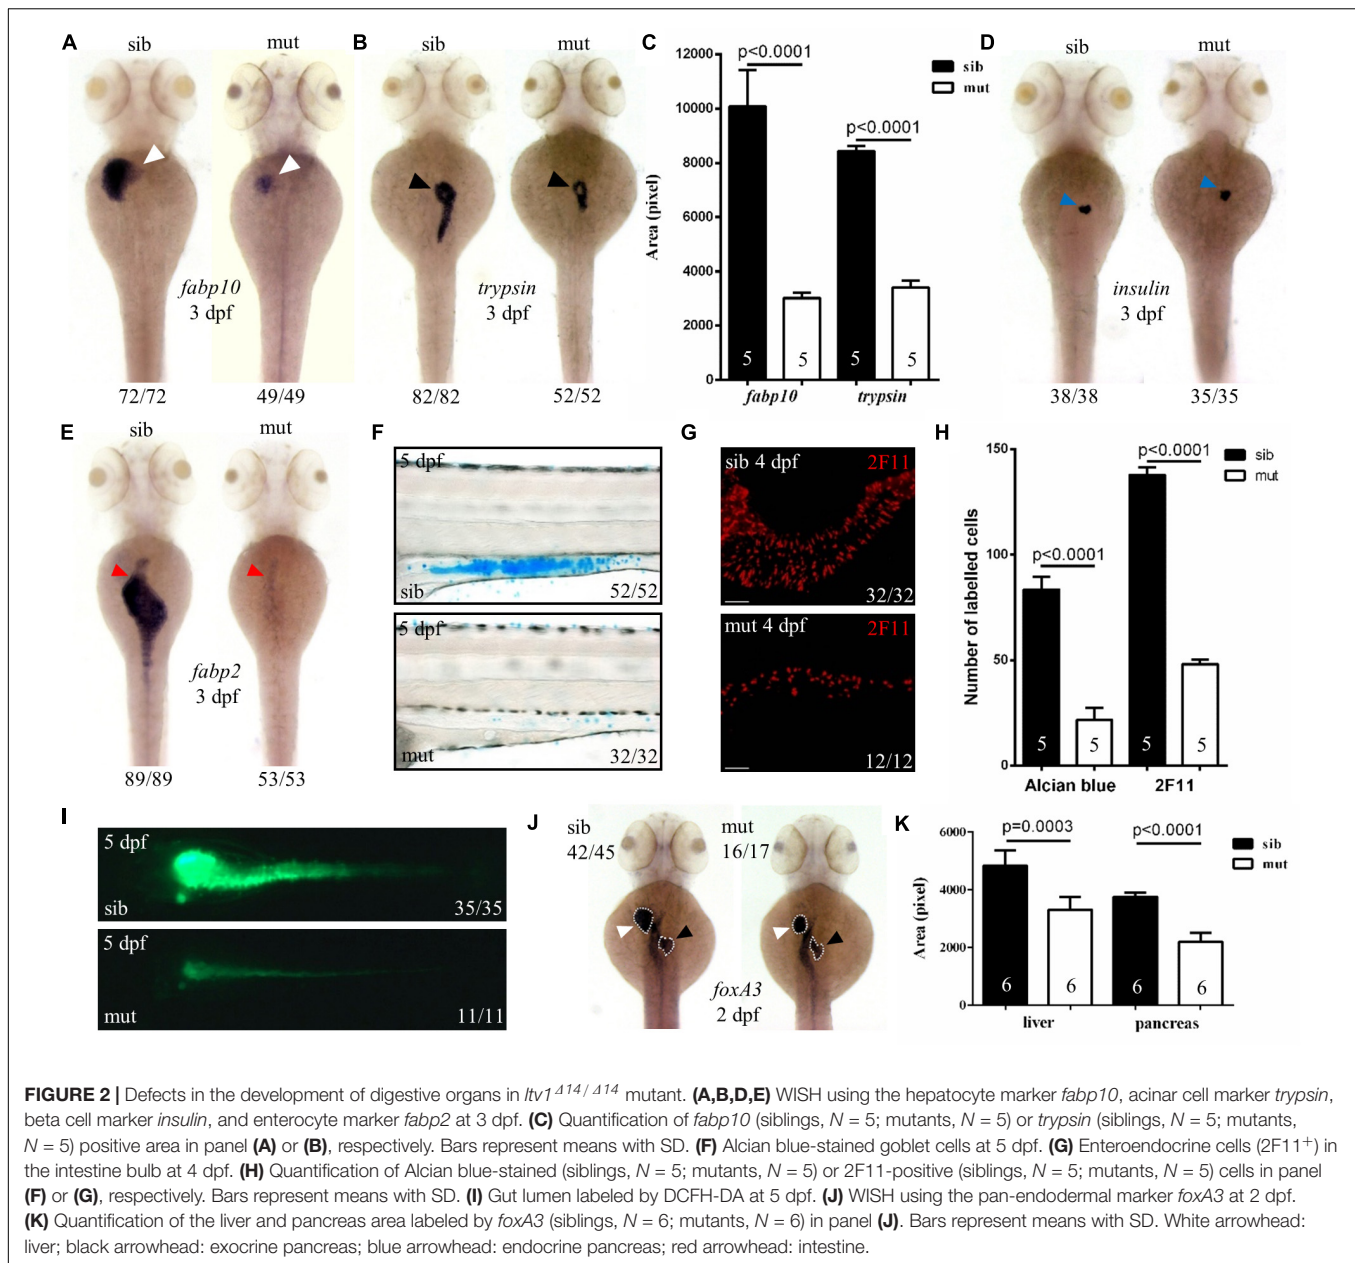 A
sib
mut
fabp10
3 dpf
72/72
49/49
B
sib
mut
trypsin
3 dpf
82/82
52/52
C
12000
10000
8000
6000
4000
2000
0
Area (pixel)
p<0.0001
p<0.0001
sib
mut
5
5
5
5
fabp10
trypsin
D
sib
mut
insulin
3 dpf
38/38
35/35
E
sib
mut
fabp2
3 dpf
89/89
53/53
F
5 dpf
sib
52/52
5 dpf
mut
32/32
G
sib 4 dpf
2F11
32/32
mut 4 dpf
2F11
12/12
H
150
100
50
0
Number of labelled cells
p<0.0001
p<0.0001
sib
mut
5
5
5
5
Alcian blue
2F11
I
5 dpf
sib
35/35
5 dpf
mut
11/11
J
sib
42/45
mut
16/17
foxA3
2 dpf
K
6000
4000
2000
0
Area (pixel)
p=0.0003
p<0.0001
sib
mut
6
6
6
6
liver
pancreas
FIGURE 2 | Defects in the development of digestive organs in ltv1Δ14/Δ14 mutant. (A,B,D,E) WISH using the hepatocyte marker fabp10, acinar cell marker trypsin,
beta cell marker insulin, and enterocyte marker fabp2 at 3 dpf. (C) Quantification of fabp10 (siblings, N = 5; mutants, N = 5) or trypsin (siblings, N = 5; mutants,
N = 5) positive area in panel (A) or (B), respectively. Bars represent means with SD. (F) Alcian blue-stained goblet cells at 5 dpf. (G) Enteroendocrine cells (2F11+) in
the intestine bulb at 4 dpf. (H) Quantification of Alcian blue-stained (siblings, N = 5; mutants, N = 5) or 2F11-positive (siblings, N = 5; mutants, N = 5) cells in panel
(F) or (G), respectively. Bars represent means with SD. (I) Gut lumen labeled by DCFH-DA at 5 dpf. (J) WISH using the pan-endodermal marker foxA3 at 2 dpf.
(K) Quantification of the liver and pancreas area labeled by foxA3 (siblings, N = 6; mutants, N = 6) in panel (J). Bars represent means with SD. White arrowhead:
liver; black arrowhead: exocrine pancreas; blue arrowhead: endocrine pancreas; red arrowhead: intestine.